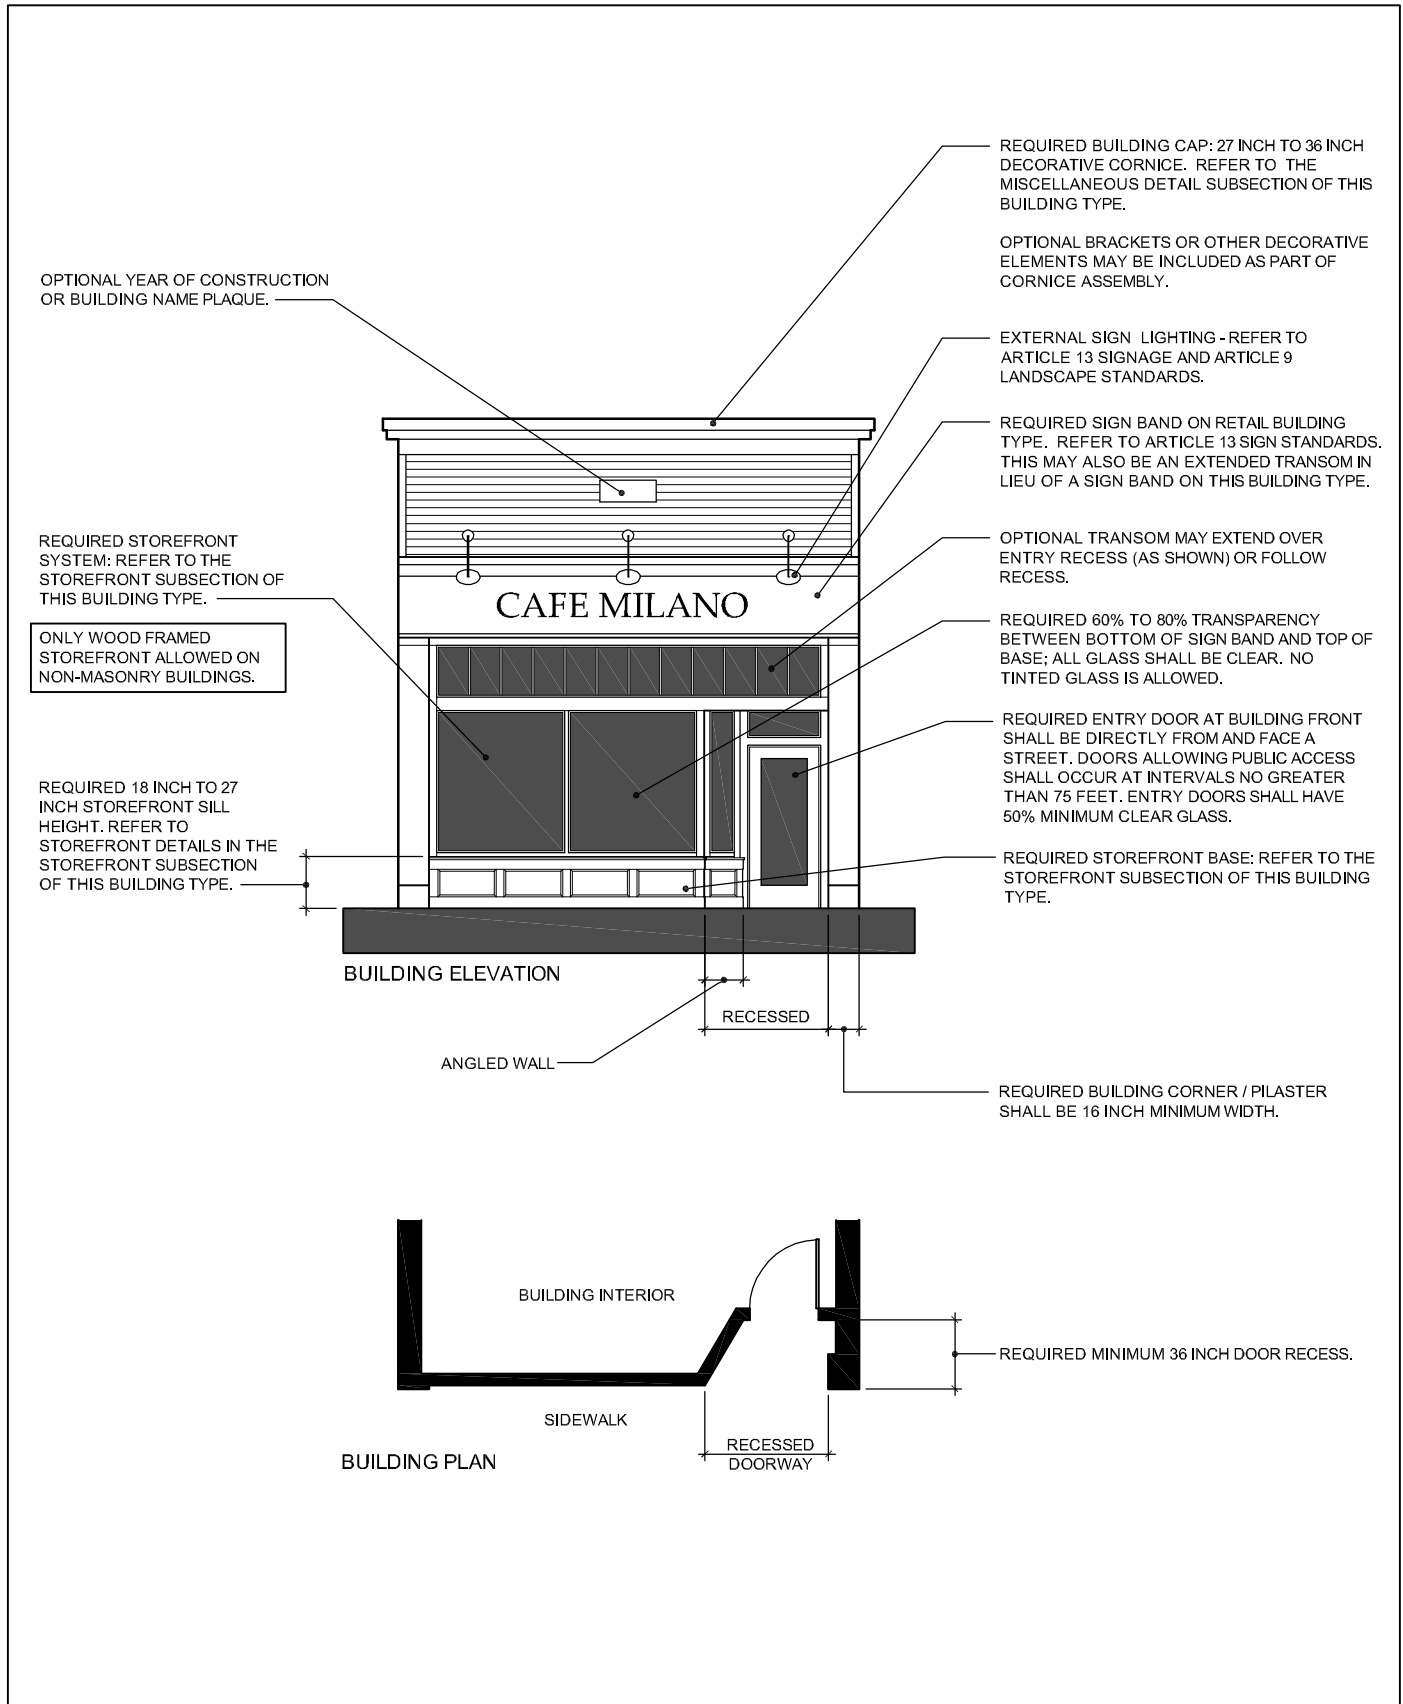 REQUIRED BUILDING CAP: 27 INCH TO 36 INCH
DECORATIVE CORNICE. REFER TO THE
MISCELLANEOUS DETAIL SUBSECTION OF THIS
BUILDING TYPE.
OPTIONAL BRACKETS OR OTHER DECORATIVE
ELEMENTS MAY BE INCLUDED AS PART OF
CORNICE ASSEMBLY.
OPTIONAL YEAR OF CONSTRUCTION
OR BUILDING NAME PLAQUE.
EXTERNAL SIGN LIGHTING - REFER TO
ARTICLE 13 SIGNAGE AND ARTICLE 9
LANDSCAPE STANDARDS.
REQUIRED SIGN BAND ON RETAIL BUILDING
TYPE. REFER TO ARTICLE 13 SIGN STANDARDS.
THIS MAY ALSO BE AN EXTENDED TRANSOM IN
LIEU OF A SIGN BAND ON THIS BUILDING TYPE.
REQUIRED STOREFRONT
SYSTEM: REFER TO THE
STOREFRONT SUBSECTION OF
THIS BUILDING TYPE.
ONLY WOOD FRAMED
STOREFRONT ALLOWED ON
NON-MASONRY BUILDINGS.
OPTIONAL TRANSOM MAY EXTEND OVER
ENTRY RECESS (AS SHOWN) OR FOLLOW
RECESS.
CAFE MILANO
REQUIRED 60% TO 80% TRANSPARENCY
BETWEEN BOTTOM OF SIGN BAND AND TOP OF
BASE; ALL GLASS SHALL BE CLEAR. NO
TINTED GLASS IS ALLOWED.
REQUIRED ENTRY DOOR AT BUILDING FRONT
SHALL BE DIRECTLY FROM AND FACE A
STREET. DOORS ALLOWING PUBLIC ACCESS
SHALL OCCUR AT INTERVALS NO GREATER
THAN 75 FEET. ENTRY DOORS SHALL HAVE
50% MINIMUM CLEAR GLASS.
REQUIRED 18 INCH TO 27
INCH STOREFRONT SILL
HEIGHT. REFER TO
STOREFRONT DETAILS IN THE
STOREFRONT SUBSECTION
OF THIS BUILDING TYPE.
REQUIRED STOREFRONT BASE: REFER TO THE
STOREFRONT SUBSECTION OF THIS BUILDING
TYPE.
BUILDING ELEVATION
RECESSED
ANGLED WALL
REQUIRED BUILDING CORNER / PILASTER
SHALL BE 16 INCH MINIMUM WIDTH.
BUILDING INTERIOR
REQUIRED MINIMUM 36 INCH DOOR RECESS.
SIDEWALK
RECESSED
DOORWAY
BUILDING PLAN